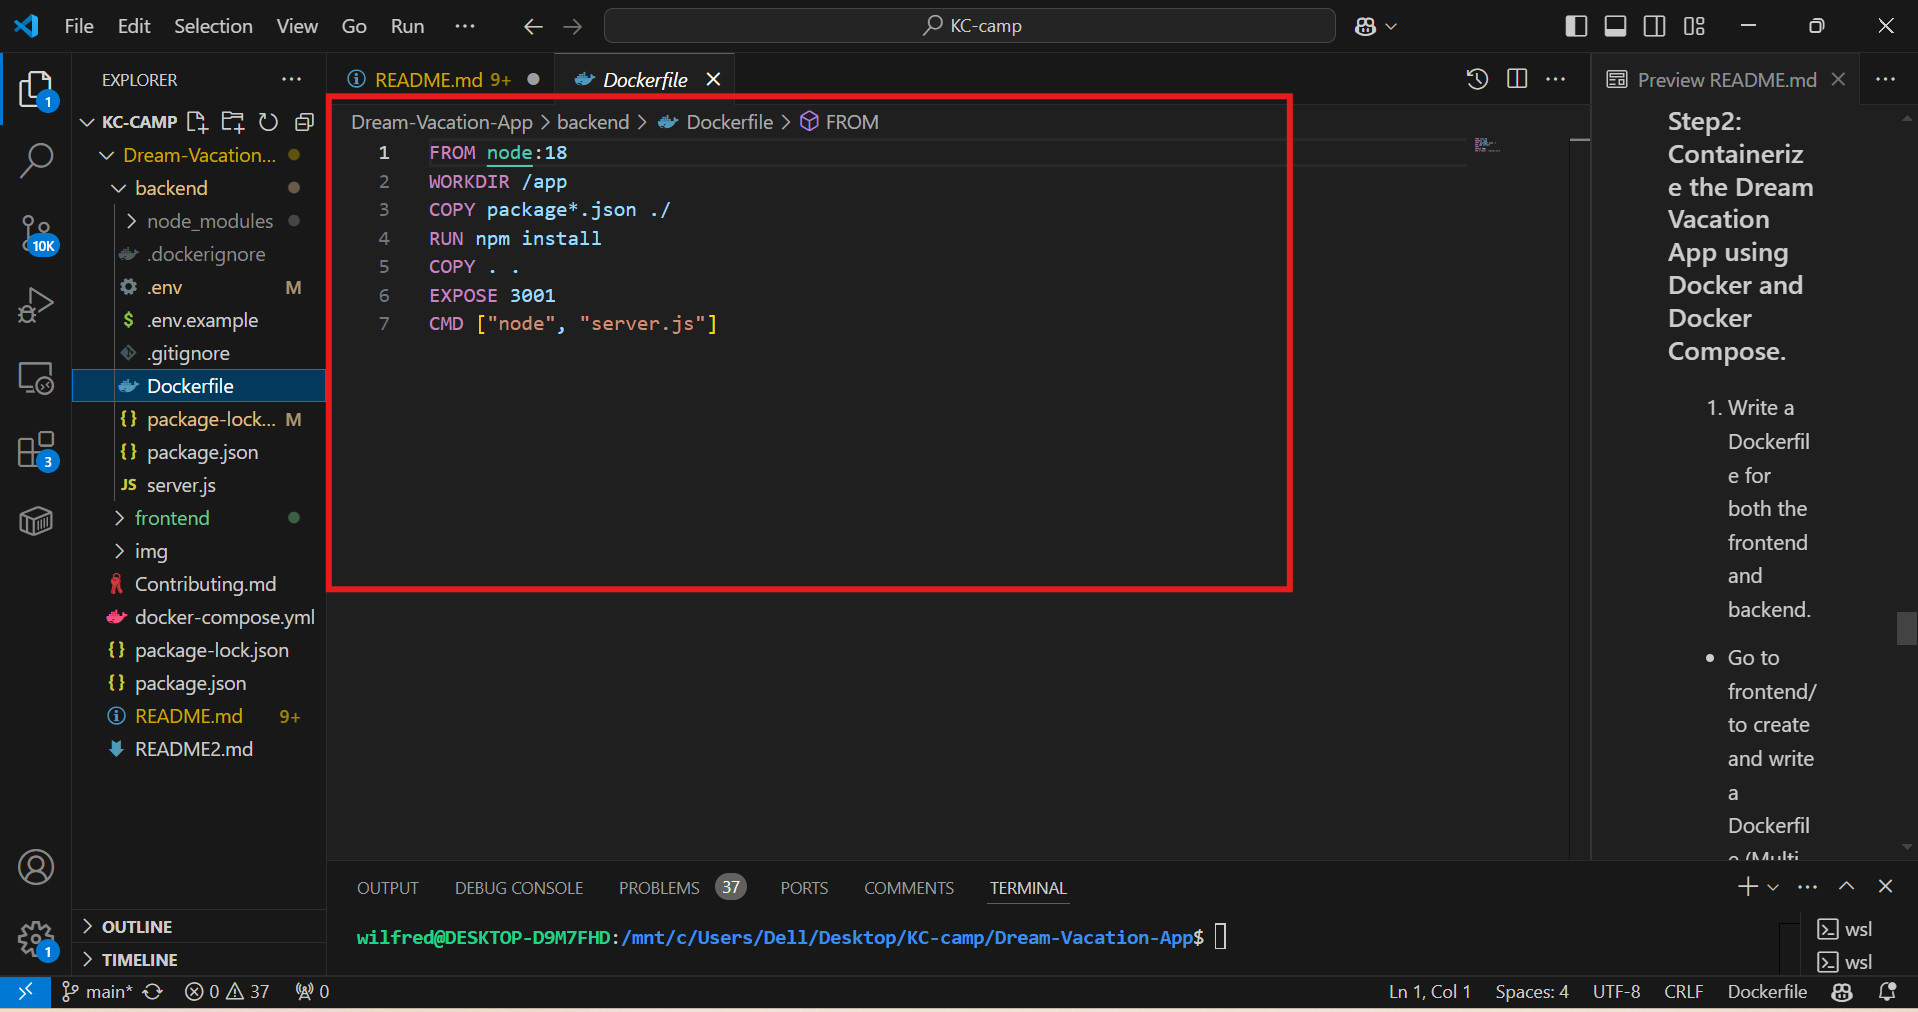 File Edit Selection View Go Run ··· KC-camp
EXPLORER ···
KC-CAMP
Dream-Vacation...
backend
node_modules
.dockerignore
.env M
.env.example
.gitignore
Dockerfile
package-lock... M
package.json
server.js
frontend
img
Contributing.md
docker-compose.yml
package-lock.json
package.json
README.md 9+
README2.md
OUTLINE
TIMELINE
1
10K
3
1
README.md 9+ Dockerfile
Dream-Vacation-App > backend > Dockerfile > FROM
1 FROM node:18
2 WORKDIR /app
3 COPY package*.json ./
4 RUN npm install
5 COPY . .
6 EXPOSE 3001
7 CMD ["node", "server.js"]
Preview README.md
Step2:
Containeriz
e the Dream
Vacation
App using
Docker and
Docker
Compose.
1. Write a
Dockerfil
e for
both the
frontend
and
backend.
• Go to
frontend/
to create
and write
a
Dockerfil
e (Multi
OUTPUT DEBUG CONSOLE PROBLEMS 37 PORTS COMMENTS TERMINAL
wilfred@DESKTOP-D9M7FHD:/mnt/c/Users/Dell/Desktop/KC-camp/Dream-Vacation-App$
wsl
wsl
main* 0 37 0 Ln 1, Col 1 Spaces: 4 UTF-8 CRLF Dockerfile